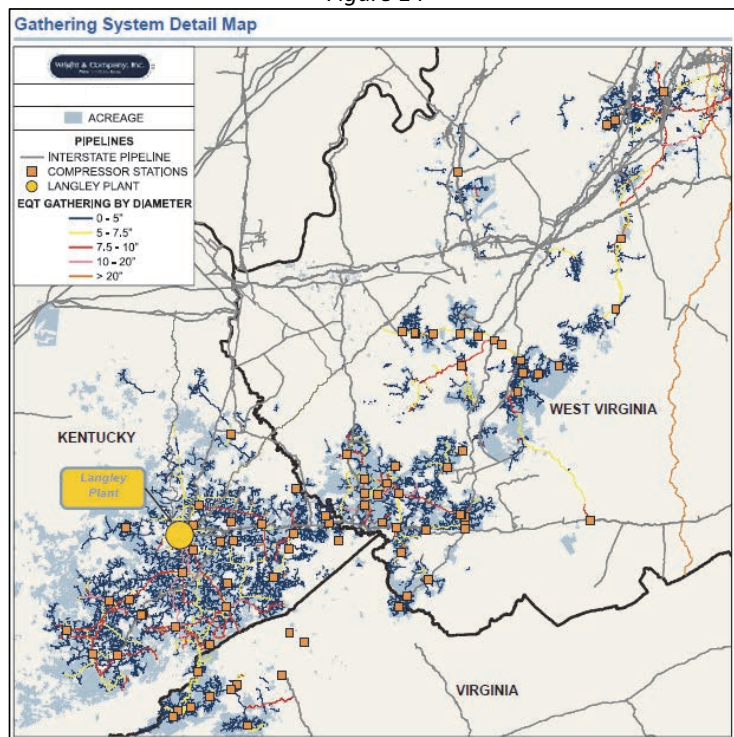 Gathering System Detail Map
Wright & Company, Inc.
ACREAGE
PIPELINES
INTERSTATE PIPELINE
COMPRESSOR STATIONS
LANGLEY PLANT
EQT GATHERING BY DIAMETER
0 - 5"
5 - 7.5"
7.5 - 10"
10 - 20"
> 20"
WEST VIRGINIA
KENTUCKY
Langley
Plant
VIRGINIA